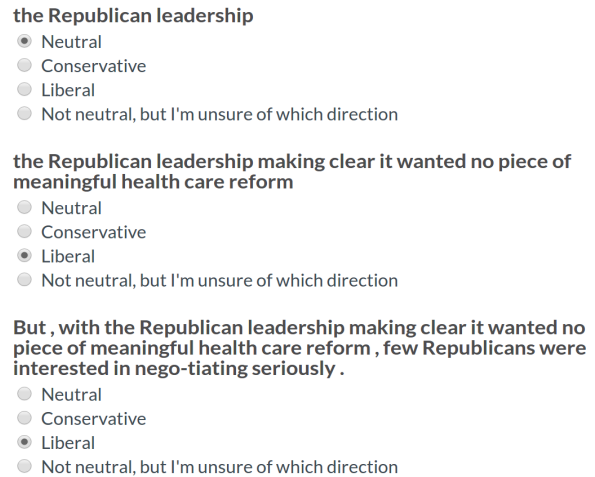 the Republican leadership
Neutral
Conservative
Liberal
Not neutral, but I'm unsure of which direction
the Republican leadership making clear it wanted no piece of
meaningful health care reform
Neutral
Conservative
Liberal
Not neutral, but I'm unsure of which direction
But , with the Republican leadership making clear it wanted no
piece of meaningful health care reform , few Republicans were
interested in nego-tiating seriously .
Neutral
Conservative
Liberal
Not neutral, but I'm unsure of which direction